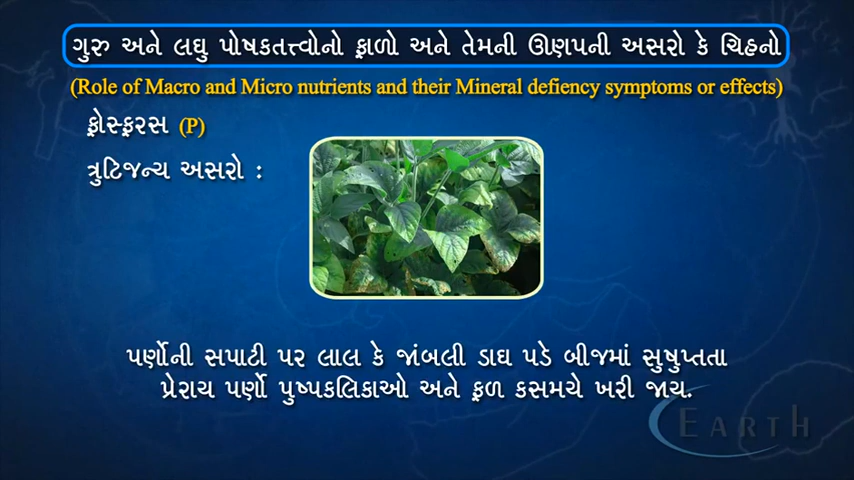 ગુરુ અને લઘુ પોષકતત્ત્વોનો ફાળો અને તેમની ઊણપની અસરો કે ચિહનો
(Role of Macro and Micro nutrients and their Mineral defiency symptoms or effects)
ફોસ્ફરસ (P)
ત્રુટિજન્ય અસરો :
પર્ણોની સપાટી પર લાલ કે જાંબલી ડાઘ પડે બીજમાં સુષુપ્તતા
પ્રેરાય પર્ણો પુષ્પકલિકાઓ અને ફળ કસમયે ખરી જાય.
EARTH